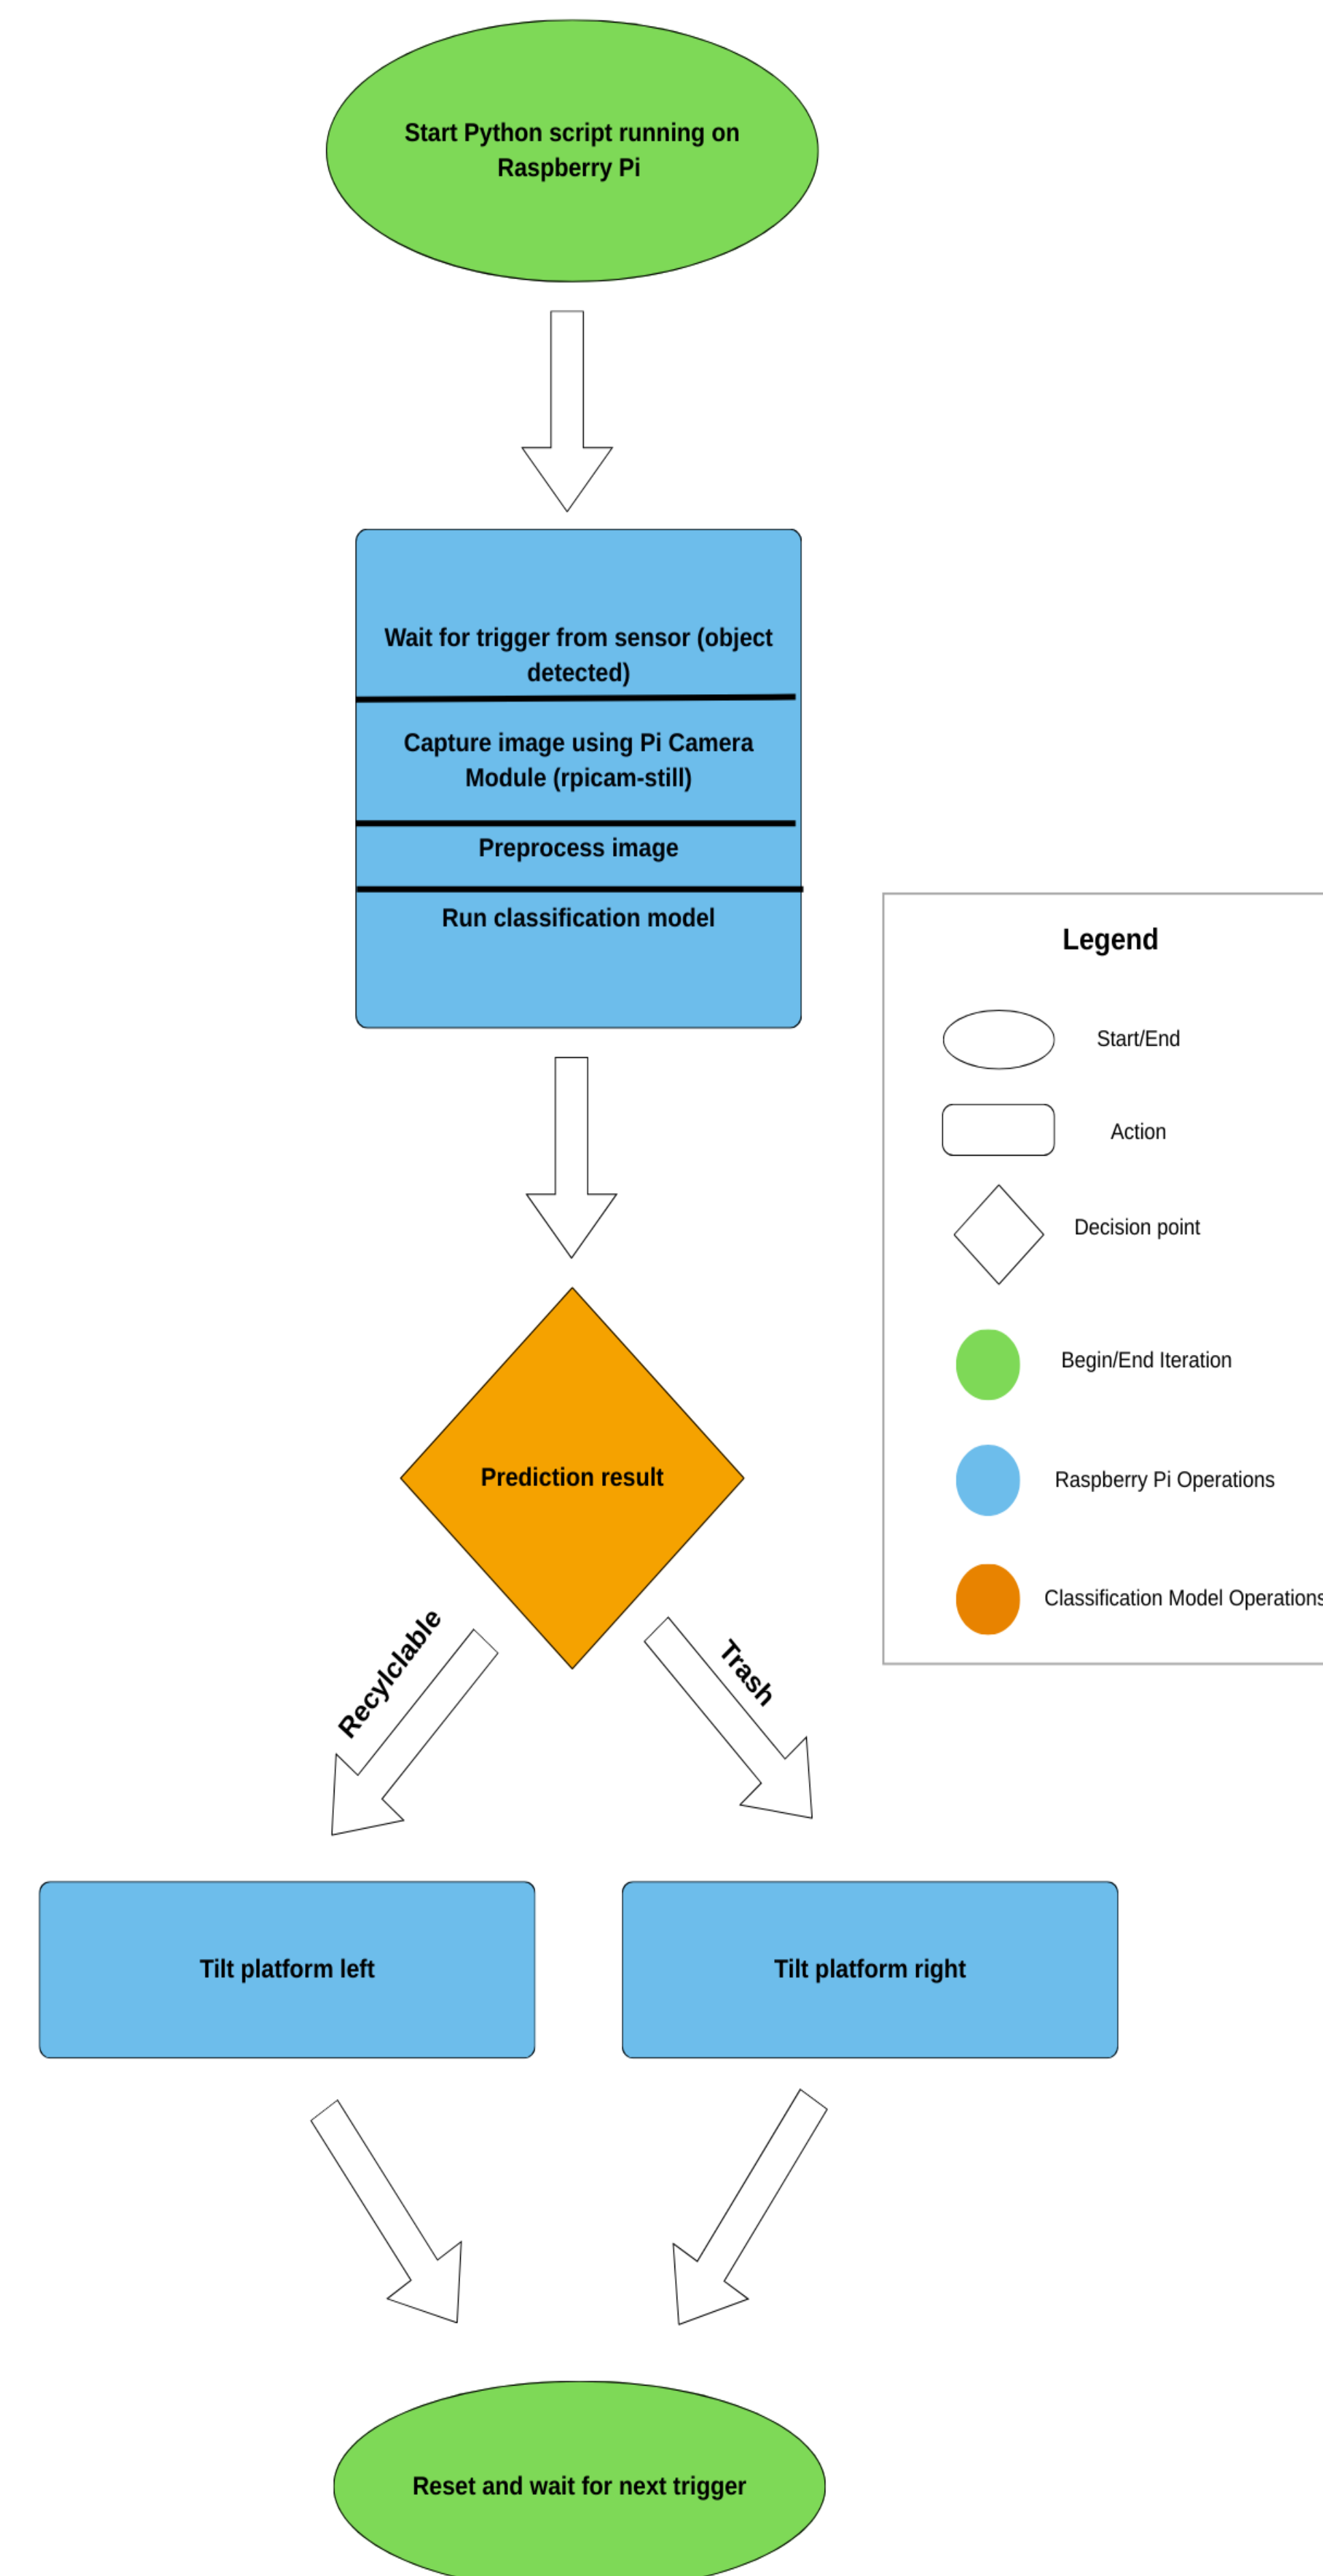 Start Python script running on
Raspberry Pi
Wait for trigger from sensor (object
detected)
Capture image using Pi Camera
Module (rpicam-still)
Preprocess image
Run classification model
Legend
Start/End
Action
Decision point
Begin/End Iteration
Raspberry Pi Operations
Classification Model Operations
Prediction result
Recylclable
Trash
Tilt platform left
Tilt platform right
Reset and wait for next trigger